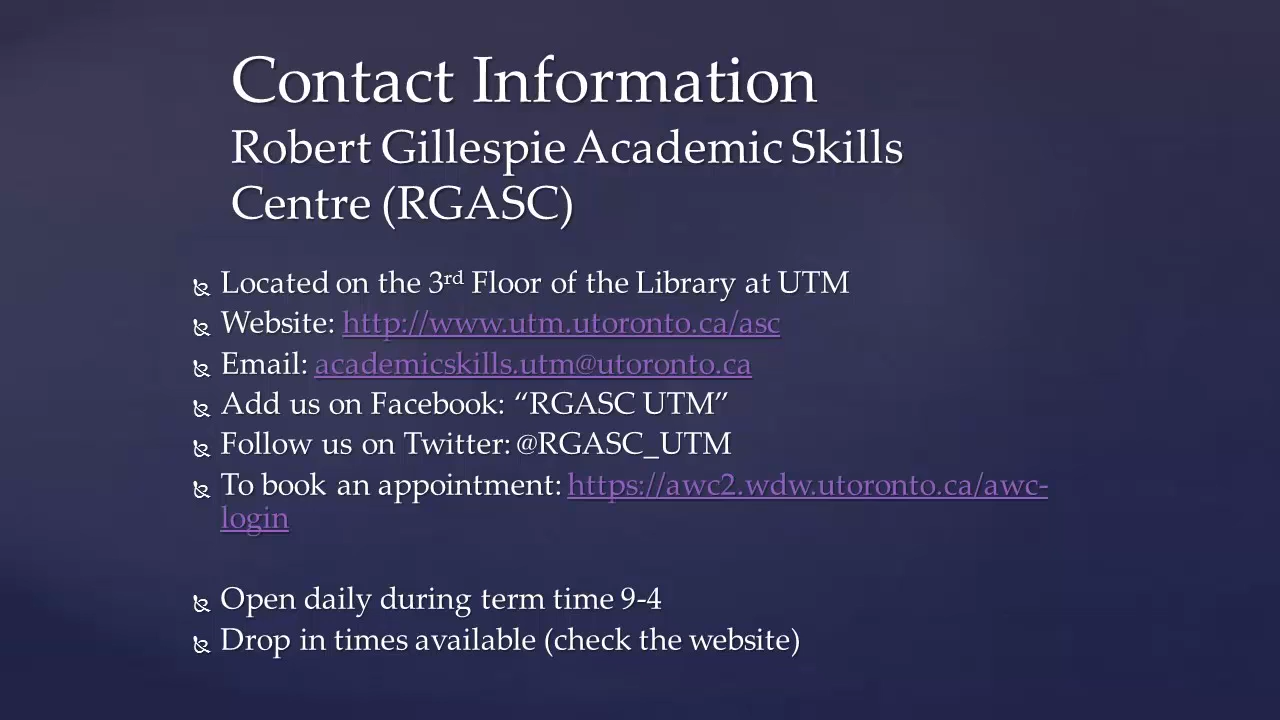 Contact Information
Robert Gillespie Academic Skills
Centre (RGASC)
Located on the 3rd Floor of the Library at UTM
Website: http://www.utm.utoronto.ca/asc
Email: academicskills.utm@utoronto.ca
Add us on Facebook: “RGASC UTM”
Follow us on Twitter: @RGASC_UTM
To book an appointment: https://awc2.wdw.utoronto.ca/awc-
login
Open daily during term time 9-4
Drop in times available (check the website)